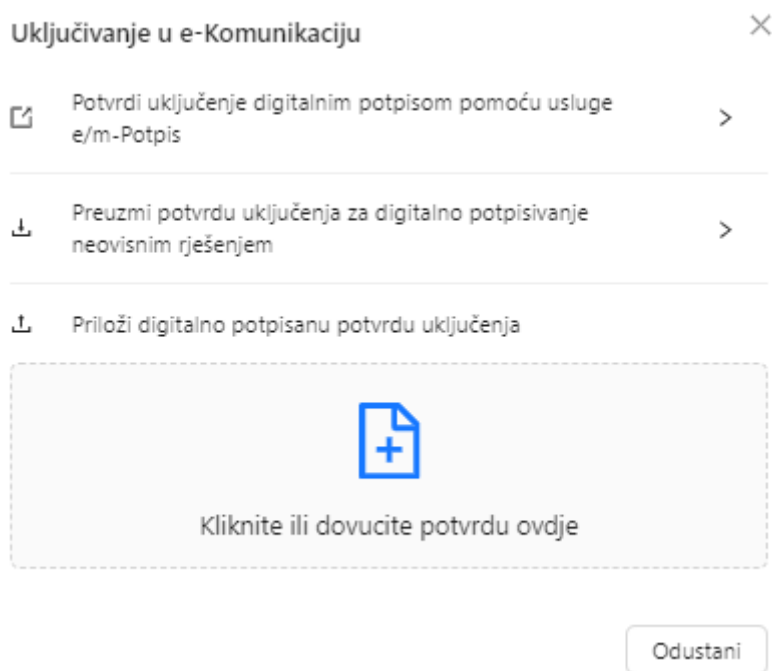 Uključivanje u e-Komunikaciju
Potvrdi uključenje digitalnim potpisom pomoću usluge
e/m-Potpis
Preuzmi potvrdu uključenja za digitalno potpisivanje
neovisnim rješenjem
Priloži digitalno potpisanu potvrdu uključenja
Kliknite ili dovucite potvrdu ovdje
Odustani